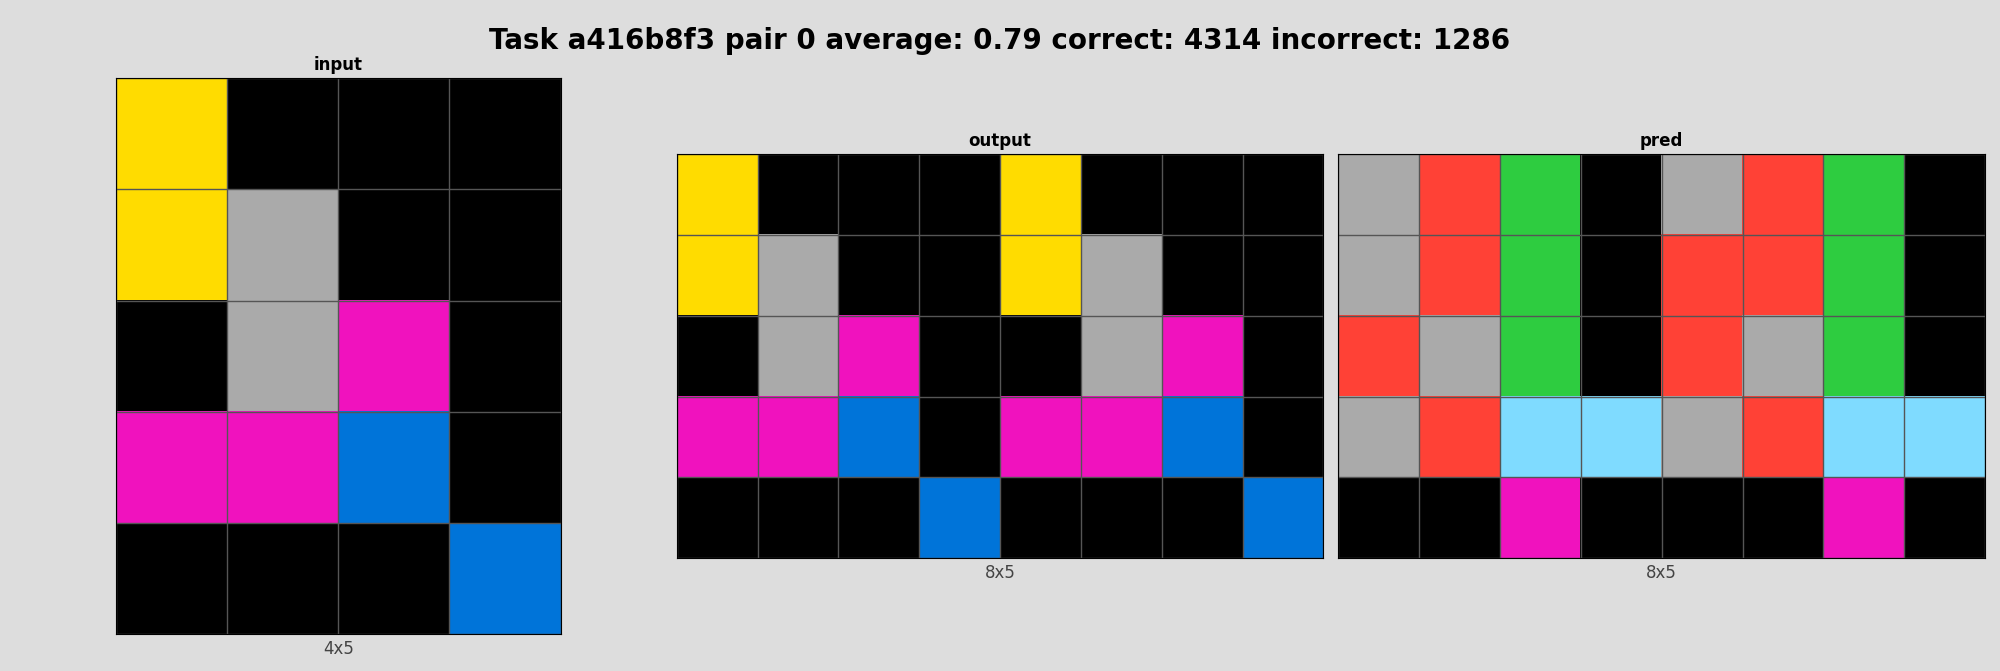 Task a416b8f3 pair 0 average: 0.79 correct: 4314 incorrect: 1286
input
output
pred
8x5
8x5
4x5